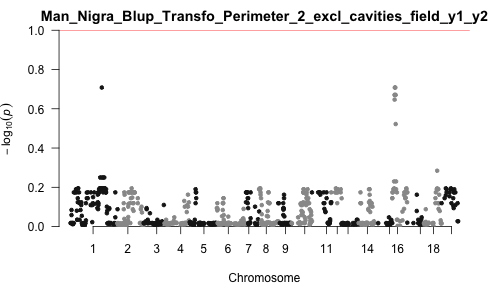 Man_Nigra_Blup_Transfo_Perimeter_2_excl_cavities_field_y1_y2
1.0
0.8
0.6
0.4
0.2
0.0
−log10(p)
1 2 3 4 5 6 7 8 9 11 14 16 18
Chromosome